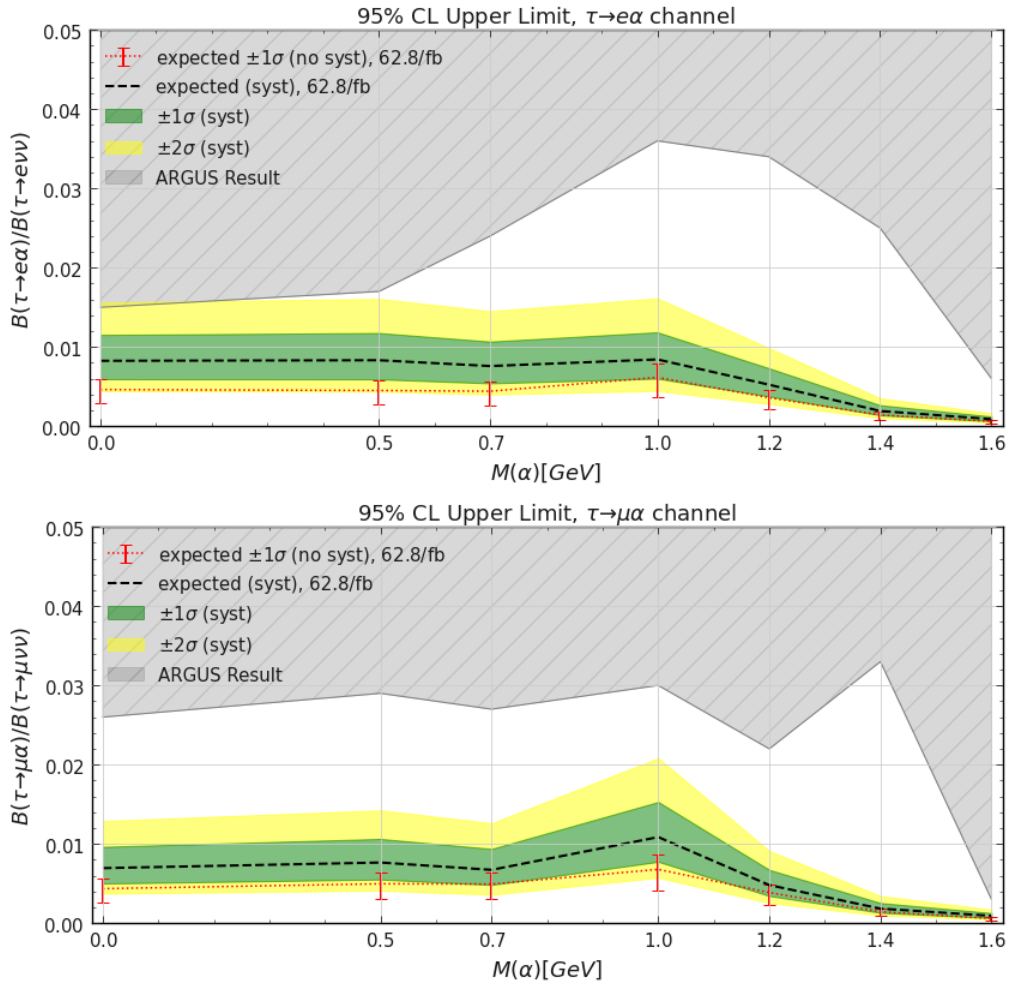 95% CL Upper Limit, τ→eα channel
0.05
expected ±1σ (no syst), 62.8/fb
expected (syst), 62.8/fb
0.04
±1σ (syst)
±2σ (syst)
ARGUS Result
0.03
B(τ→eα)/B(τ→eνν)
0.02
0.01
0.00
0.0 0.5 0.7 1.0 1.2 1.4 1.6
M(α)[GeV]
95% CL Upper Limit, τ→μα channel
0.05
expected ±1σ (no syst), 62.8/fb
expected (syst), 62.8/fb
0.04
±1σ (syst)
±2σ (syst)
ARGUS Result
0.03
B(τ→μα)/B(τ→μνν)
0.02
0.01
0.00
0.0 0.5 0.7 1.0 1.2 1.4 1.6
M(α)[GeV]